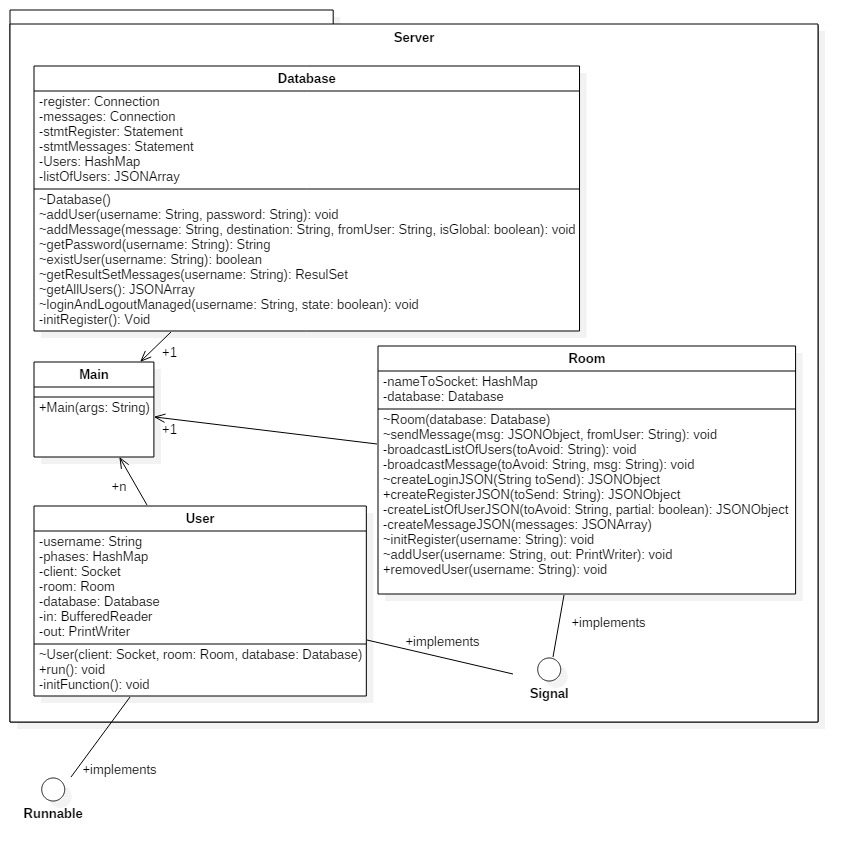 Server
Database
-register: Connection
-messages: Connection
-stmtRegister: Statement
-stmtMessages: Statement
-Users: HashMap
-listOfUsers: JSONArray
~Database()
~addUser(username: String, password: String): void
~addMessage(message: String, destination: String, fromUser: String, isGlobal: boolean): void
~getPassword(username: String): String
~existUser(username: String): boolean
~getResultSetMessages(username: String): ResulSet
~getAllUsers(): JSONArray
~loginAndLogoutManaged(username: String, state: boolean): void
-initRegister(): Void
+1
Main
+Main(args: String)
+1
+n
Room
-nameToSocket: HashMap
-database: Database
~Room(database: Database)
~sendMessage(msg: JSONObject, fromUser: String): void
-broadcastListOfUsers(toAvoid: String): void
-broadcastMessage(toAvoid: String, msg: String): void
~createLoginJSON(String toSend): JSONObject
+createRegisterJSON(toSend: String): JSONObject
-createListOfUserJSON(toAvoid: String, partial: boolean): JSONObject
-createMessageJSON(messages: JSONArray)
~initRegister(username: String): void
~addUser(username: String, out: PrintWriter): void
+removedUser(username: String): void
User
-username: String
-phases: HashMap
-client: Socket
-room: Room
-database: Database
-in: BufferedReader
-out: PrintWriter
~User(client: Socket, room: Room, database: Database)
+run(): void
-initFunction(): void
+implements
+implements
Signal
+implements
Runnable